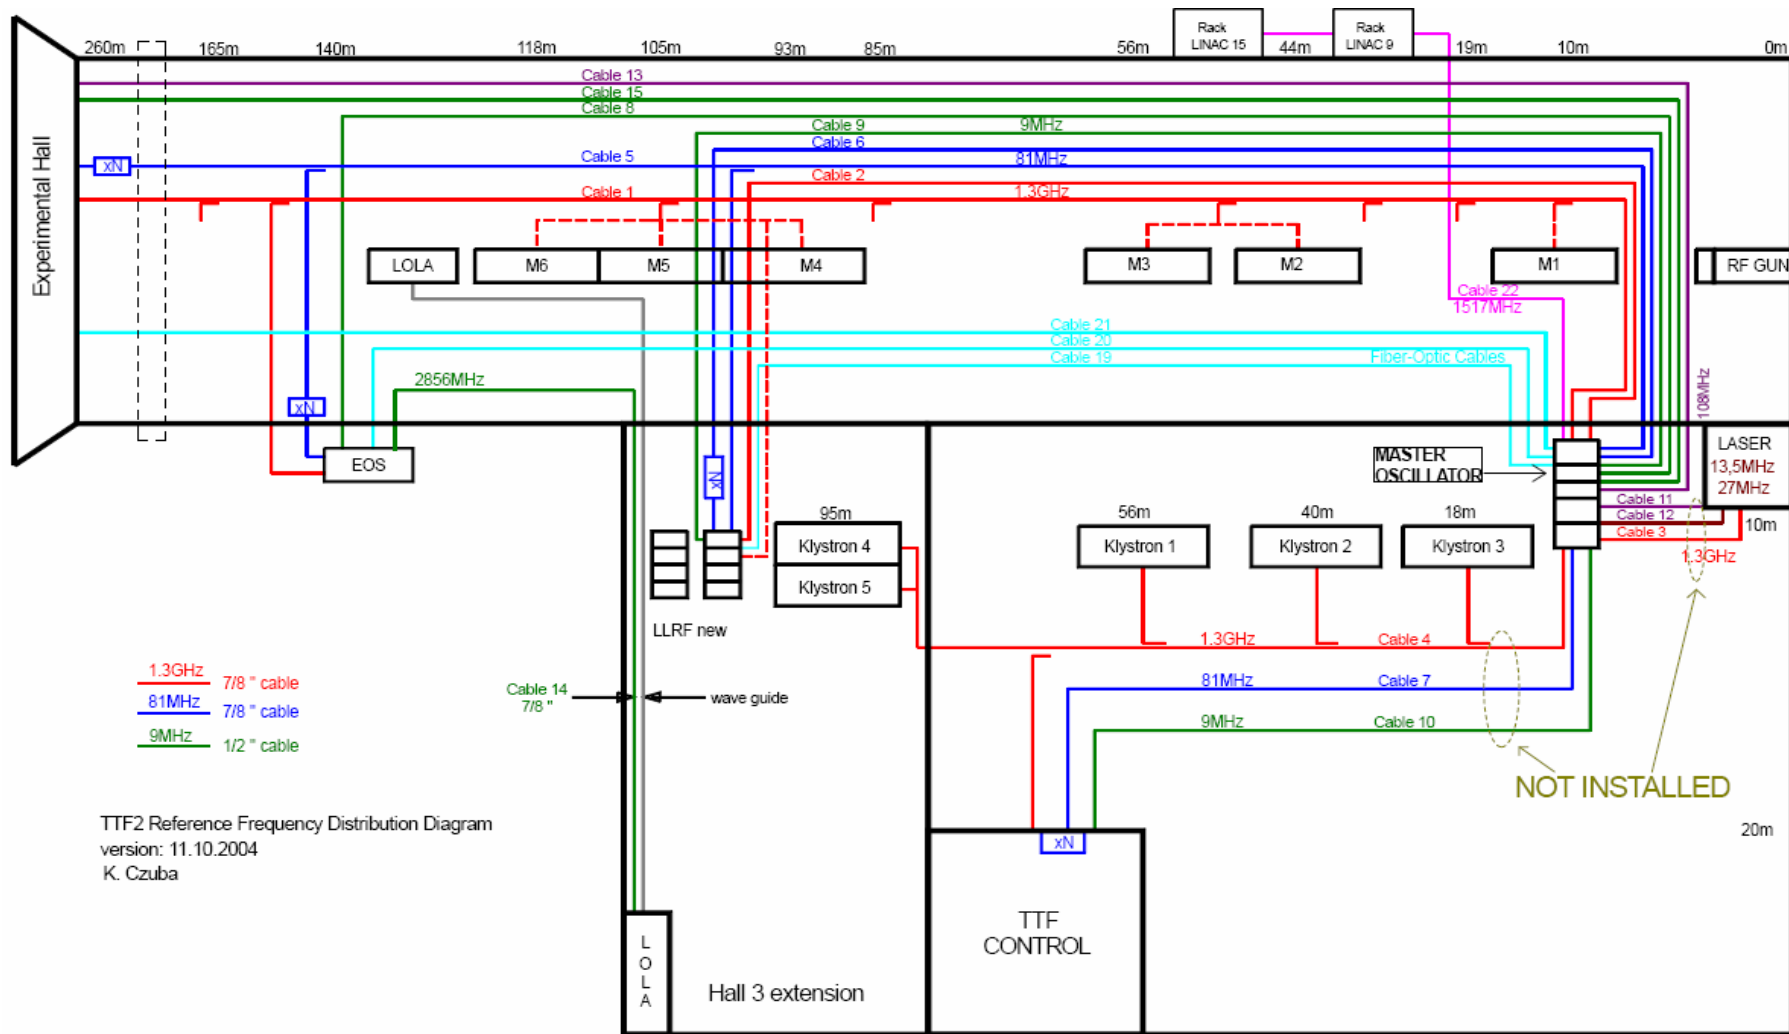 Rack
LINAC 15
Rack
LINAC 9
260m
165m
140m
118m
105m
93m
85m
56m
44m
19m
10m
0m
Cable 13
Cable 15
Cable 8
Cable 9
9MHz
Cable 6
Cable 5
81MHz
xN
Cable 2
Cable 1
1.3GHz
Experimental Hall
LOLA
M6
M5
M4
M3
M2
M1
RF GUN
Cable 22
1517MHz
Cable 21
Cable 20
Cable 19
Fiber-Optic Cables
2856MHz
108MHz
xN
EOS
xN
MASTER
OSCILLATOR
LASER
13,5MHz
27MHz
Cable 11
Cable 12
Cable 3
10m
1.3GHz
95m
56m
40m
18m
Klystron 4
Klystron 5
Klystron 1
Klystron 2
Klystron 3
LLRF new
1.3GHz
Cable 4
81MHz
Cable 7
9MHz
Cable 10
1.3GHz
7/8 " cable
81MHz
7/8 " cable
9MHz
1/2 " cable
Cable 14
7/8 "
wave guide
NOT INSTALLED
20m
TTF2 Reference Frequency Distribution Diagram
version: 11.10.2004
K. Czuba
xN
TTF
CONTROL
L
O
L
A
Hall 3 extension